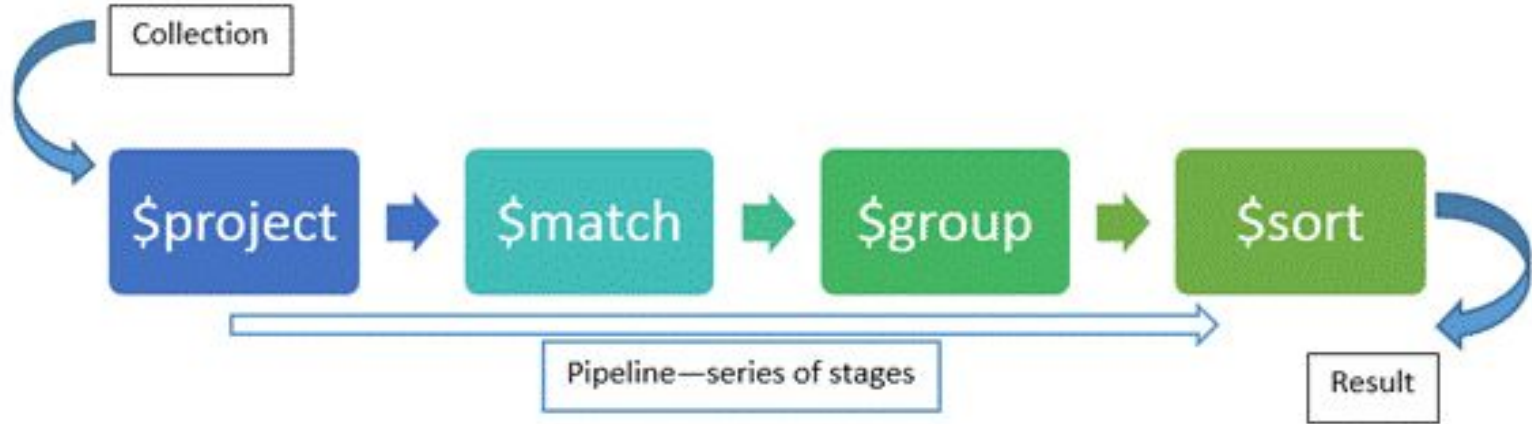 Collection
$project
$match
$group
$sort
Pipeline—series of stages
Result